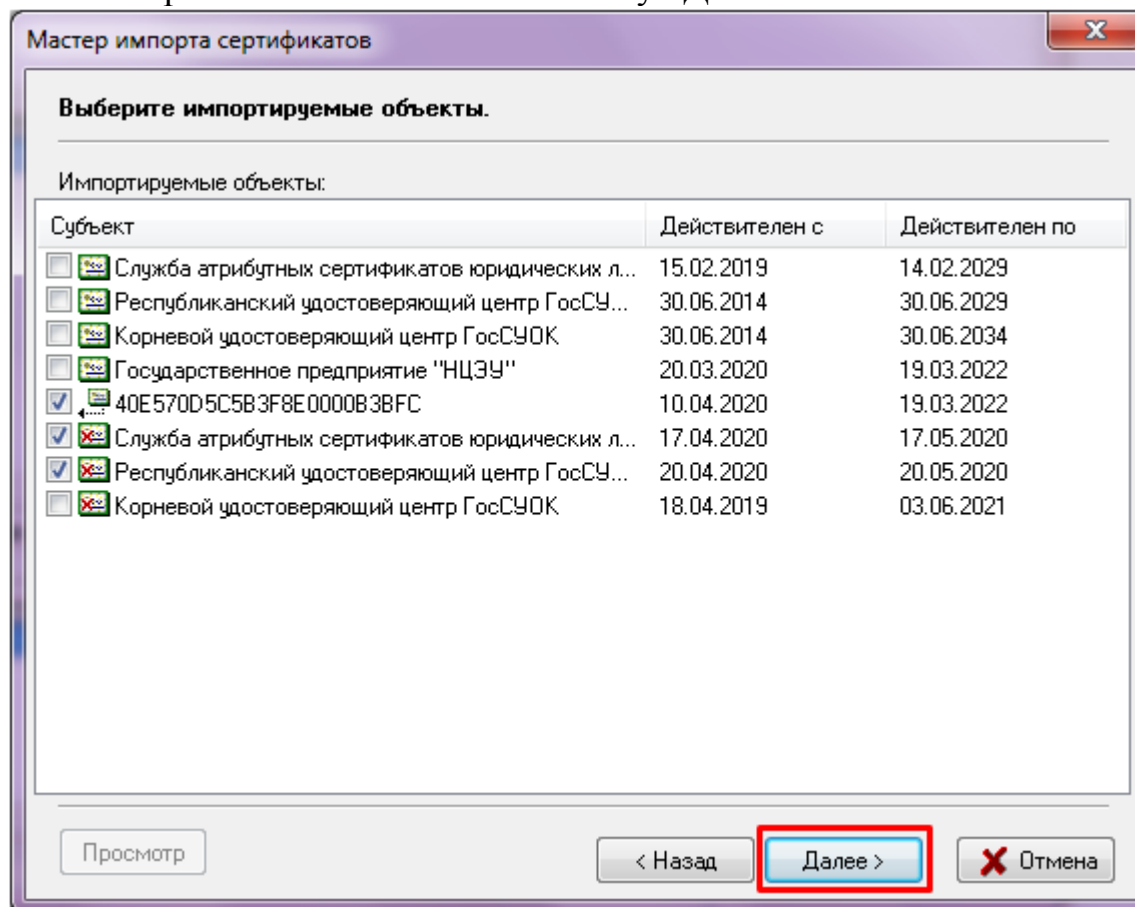 Мастер импорта сертификатов
Выберите импортируемые объекты.
Импортируемые объекты:
Субъект Действителен с Действителен по
Служба атрибутных сертификатов юридических л... 15.02.2019 14.02.2029
Республиканский удостоверяющий центр ГосСУ... 30.06.2014 30.06.2029
Корневой удостоверяющий центр ГосСУОК 30.06.2014 30.06.2034
Государственное предприятие "НЦЭУ" 20.03.2020 19.03.2022
40E570D5C5B3F8E0000B3BFC 10.04.2020 19.03.2022
Служба атрибутных сертификатов юридических л... 17.04.2020 17.05.2020
Республиканский удостоверяющий центр ГосСУ... 20.04.2020 20.05.2020
Корневой удостоверяющий центр ГосСУОК 18.04.2019 03.06.2021
Просмотр < Назад Далее > Отмена